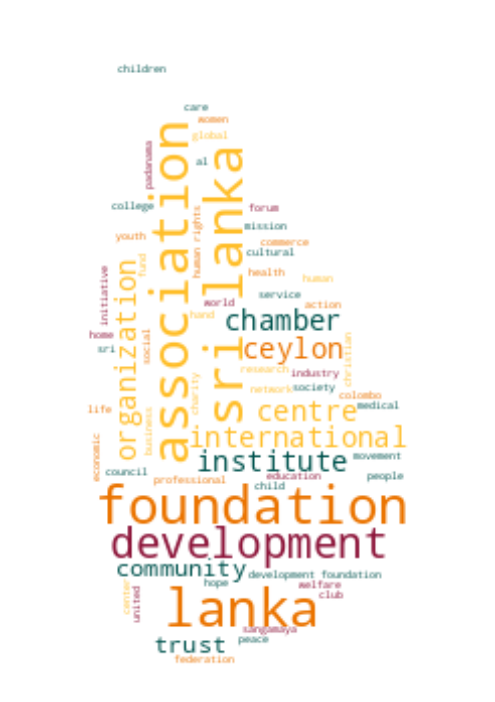 children
care
women
association
global
padanama
sri lanka
al
college
human rights
forum
mission
youth
commerce
cultural
fund
organization
initiative
health
human
service
world
action
hand
chamber
home
social
sri
ceylon
christian
research
industry
charity
network
society
colombo
life
business
centre
medical
international
economic
institute
movement
council
professional
education
people
child
foundation
development
community
development foundation
hope
center
united
welfare
club
lanka
sangamaya
trust
peace
federation